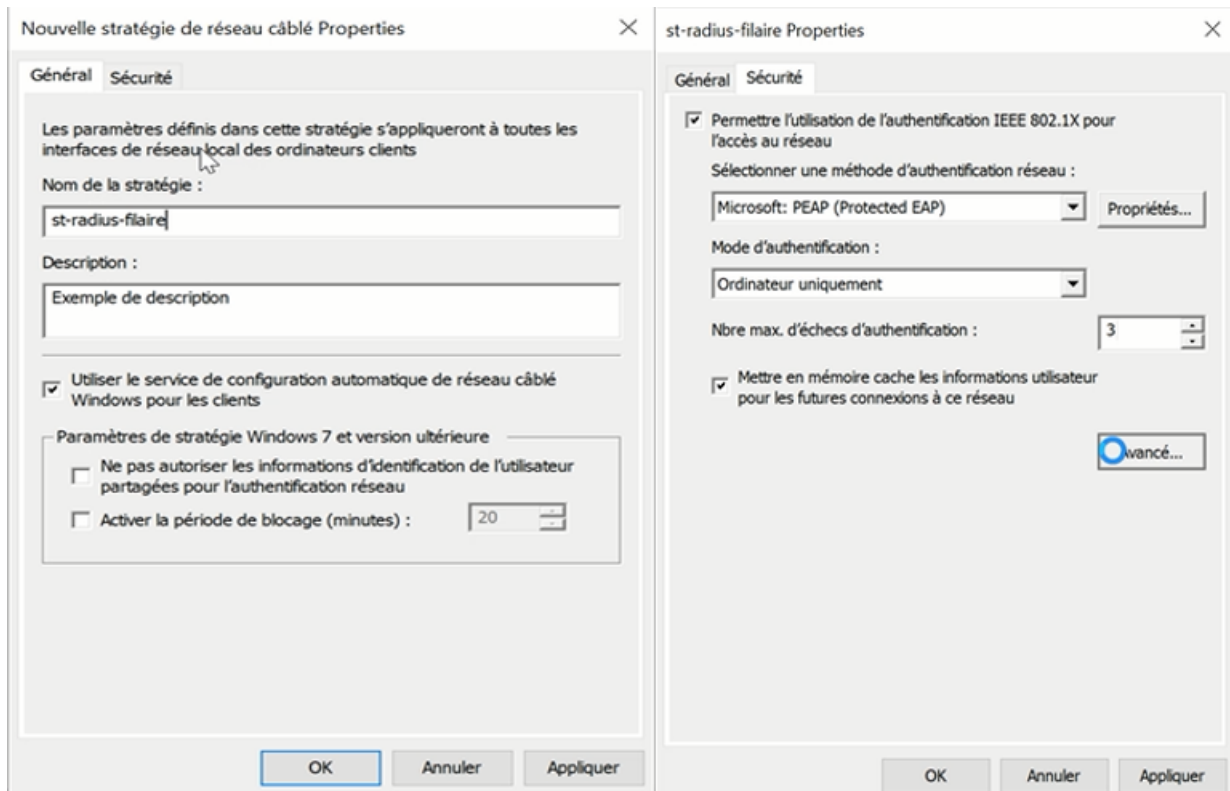 Nouvelle stratégie de réseau câblé Properties
Général Sécurité
Les paramètres définis dans cette stratégie s'appliqueront à toutes les
interfaces de réseau local des ordinateurs clients
Nom de la stratégie :
st-radius-filaire
Description :
Exemple de description
Utiliser le service de configuration automatique de réseau câblé
Windows pour les clients
Paramètres de stratégie Windows 7 et version ultérieure
Ne pas autoriser les informations d'identification de l'utilisateur
partagées pour l'authentification réseau
Activer la période de blocage (minutes) : 20
OK Annuler Appliquer
st-radius-filaire Properties
Général Sécurité
Permettre l'utilisation de l'authentification IEEE 802.1X pour
l'accès au réseau
Sélectionner une méthode d'authentification réseau :
Microsoft: PEAP (Protected EAP) Propriétés...
Mode d'authentification :
Ordinateur uniquement
Nbre max. d'échecs d'authentification : 3
Mettre en mémoire cache les informations utilisateur
pour les futures connexions à ce réseau
Avancé...
OK Annuler Appliquer